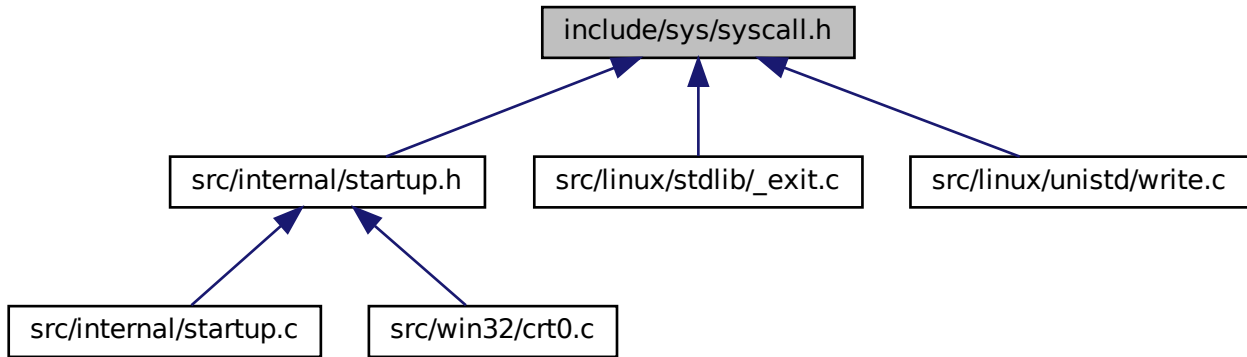 include/sys/syscall.h
src/internal/startup.h
src/linux/stdlib/_exit.c
src/linux/unistd/write.c
src/internal/startup.c
src/win32/crt0.c